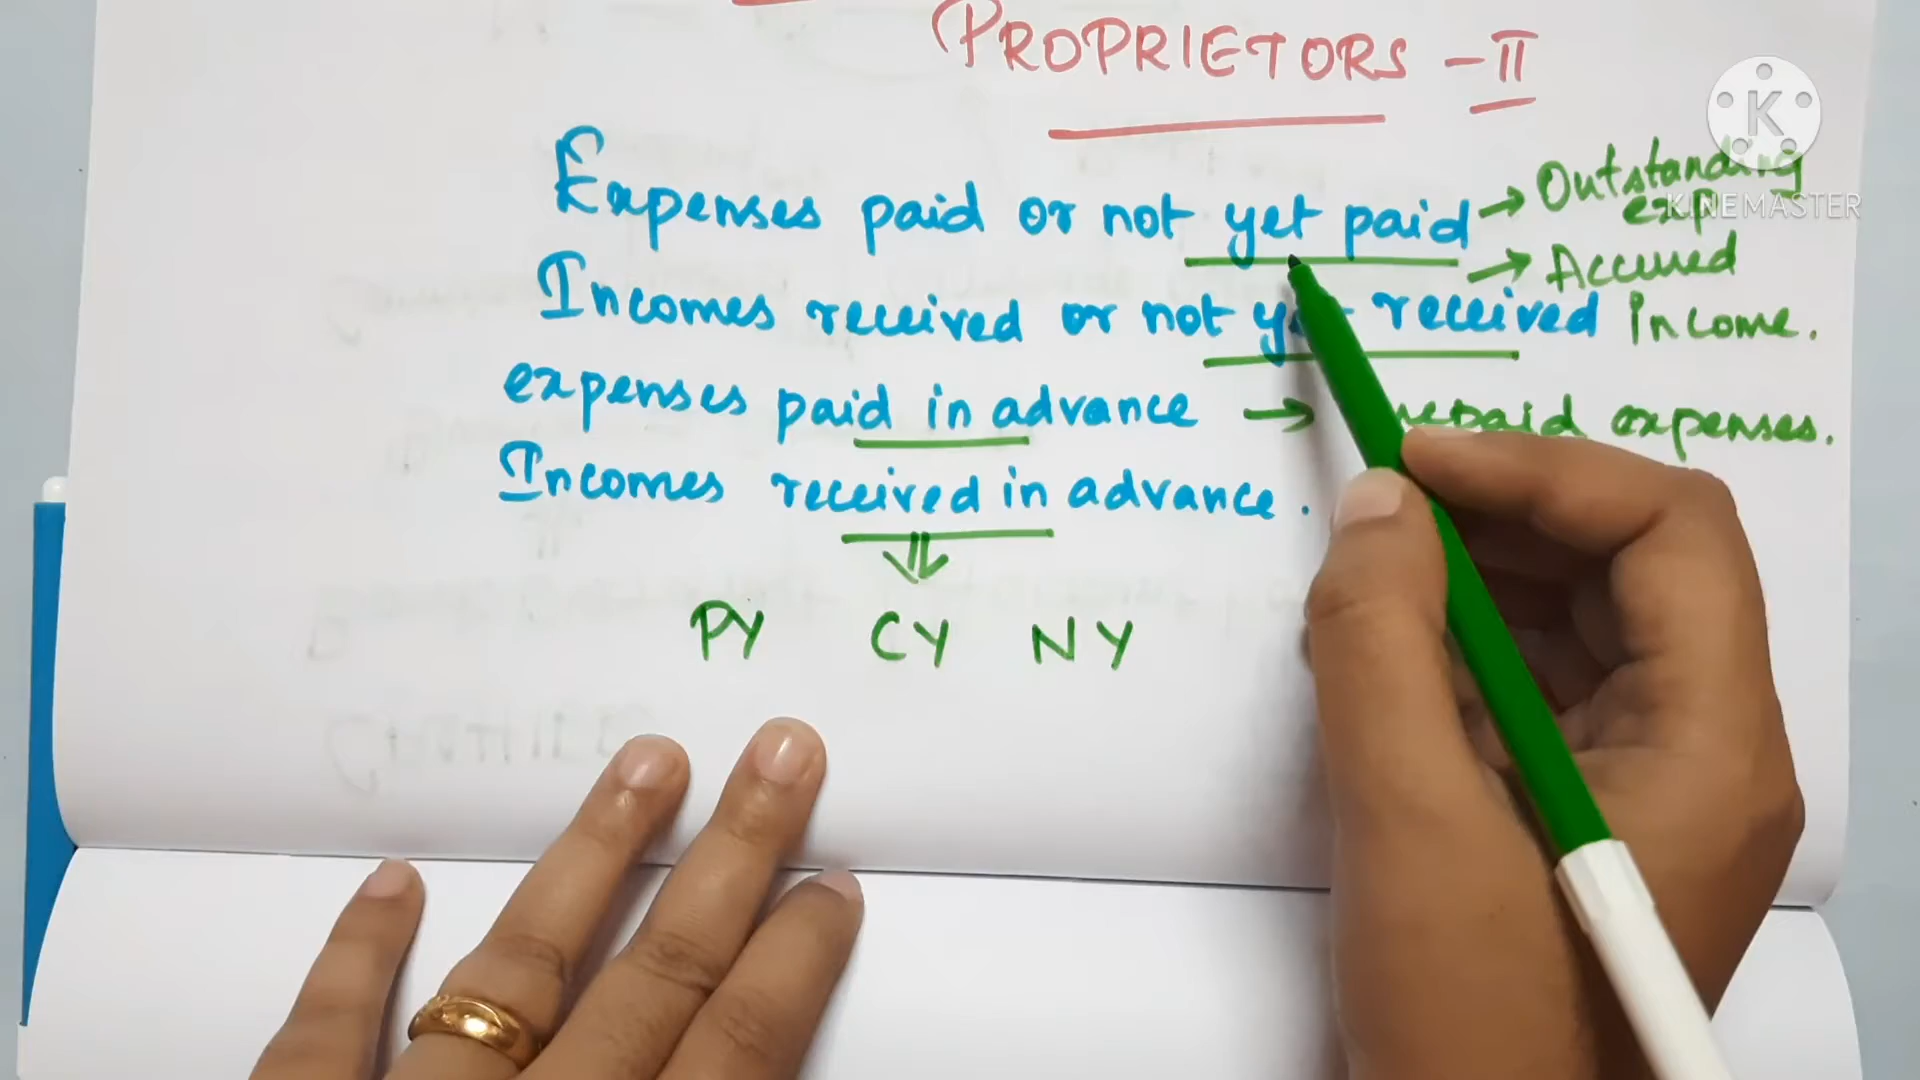 PROPRIETORS - II
Expenses paid or not yet paid → Outstanding exp
Incomes received or not yet received → Accrued income.
expenses paid in advance → prepaid expenses.
Incomes received in advance.
PY CY NY
K
KINEMASTER